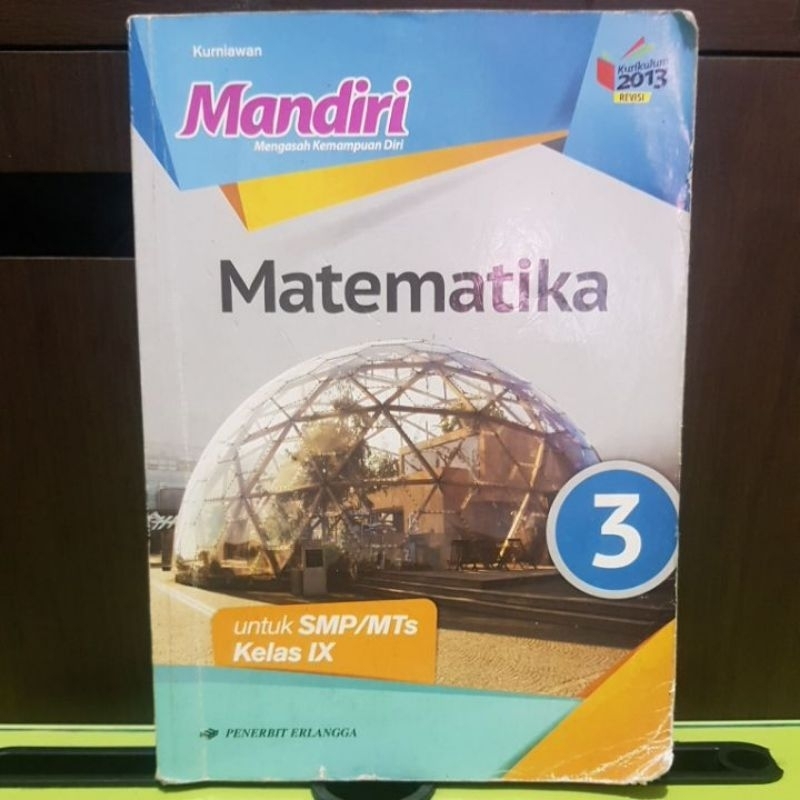 Kurniawan
Kurikulum
2013
REVISI
Mandiri
Mengasah Kemampuan Diri
Matematika
3
untuk SMP/MTs
Kelas IX
PENERBIT ERLANGGA